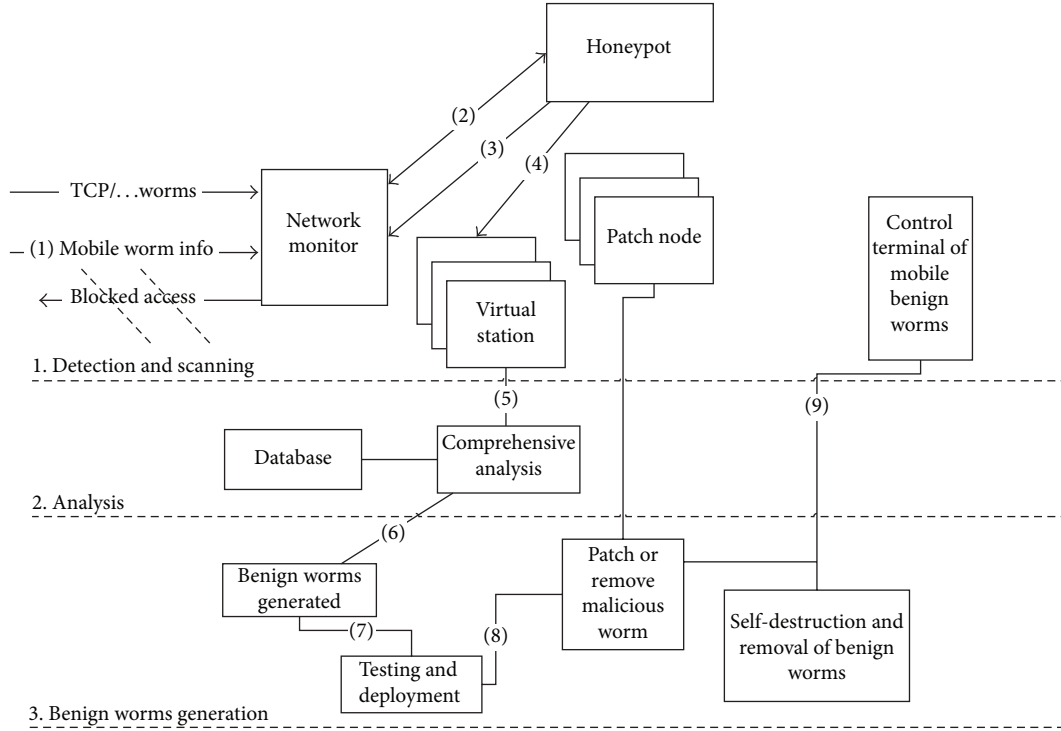 Honeypot
(2)
(3)
(4)
TCP/...worms
(1) Mobile worm info
Blocked access
Network
monitor
Patch node
Control
terminal of
mobile
benign
worms
Virtual
station
1. Detection and scanning
(5)
(9)
Database
Comprehensive
analysis
2. Analysis
(6)
Benign worms
generated
(7)
Testing and
deployment
(8)
Patch or
remove
malicious
worm
Self-destruction and
removal of benign
worms
3. Benign worms generation